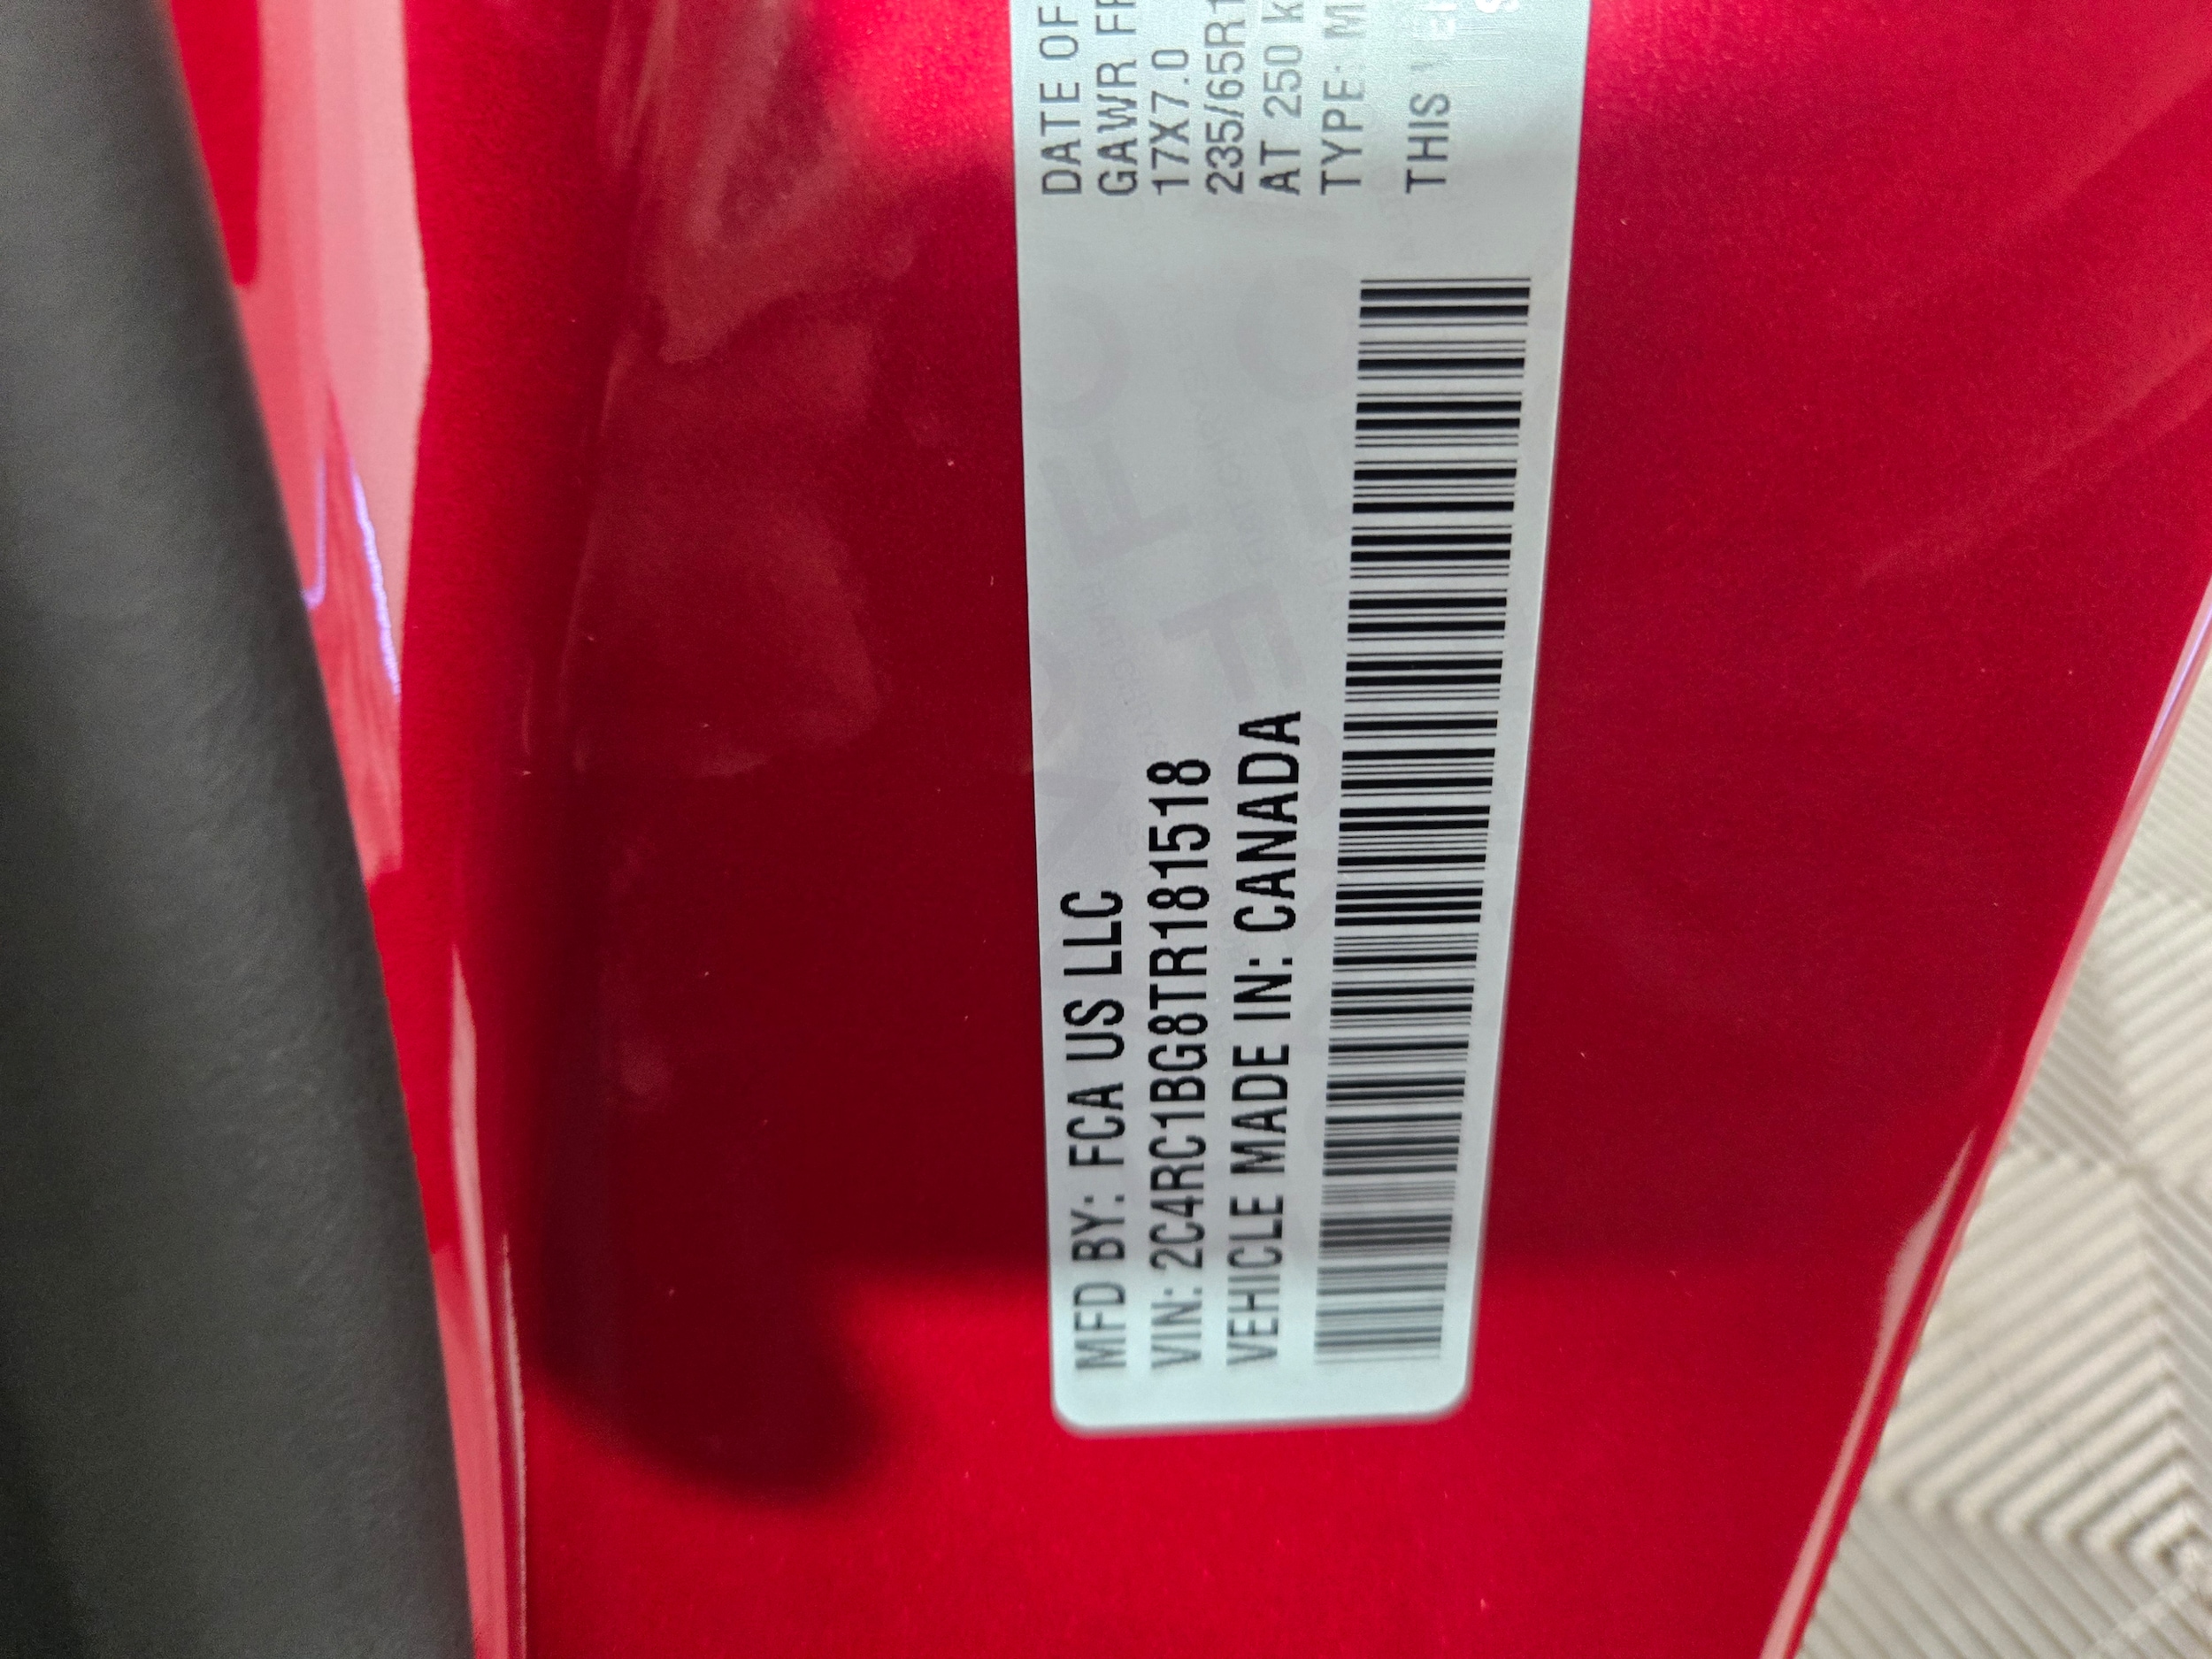 MFD BY: FCA US LLC
VIN: 2C4RC1BG8TR181518
VEHICLE MADE IN: CANADA
DATE OF
GAWR
17X7.0
235/65R1
AT 250
TYPE:
THIS